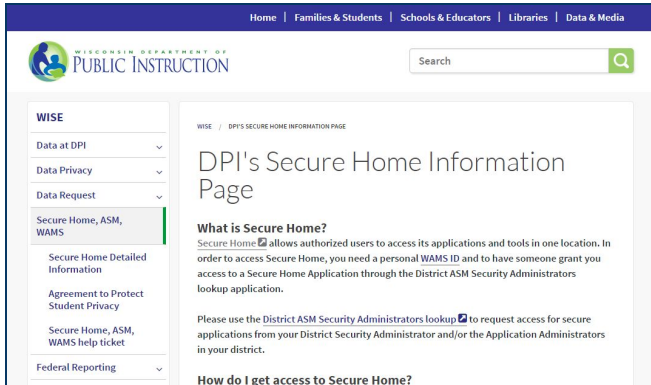 Home | Families & Students | Schools & Educators | Libraries | Data & Media
WISCONSIN DEPARTMENT OF
PUBLIC INSTRUCTION
Search
WISE
Data at DPI
Data Privacy
Data Request
Secure Home, ASM,
WAMS
Secure Home Detailed
Information
Agreement to Protect
Student Privacy
Secure Home, ASM,
WAMS help ticket
Federal Reporting
WISE / DPI'S SECURE HOME INFORMATION PAGE
DPI's Secure Home Information
Page
What is Secure Home?
Secure Home allows authorized users to access its applications and tools in one location. In
order to access Secure Home, you need a personal WAMS ID and to have someone grant you
access to a Secure Home Application through the District ASM Security Administrators
lookup application.
Please use the District ASM Security Administrators lookup to request access for secure
applications from your District Security Administrator and/or the Application Administrators
in your district.
How do I get access to Secure Home?